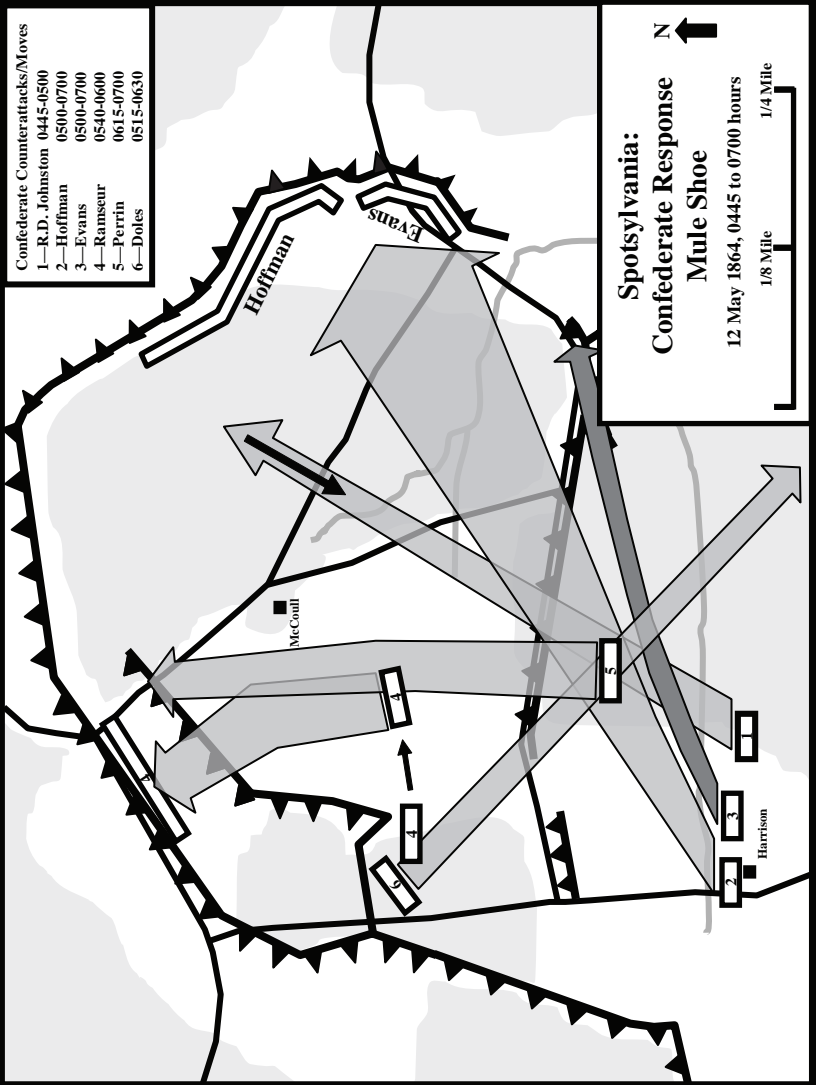 Confederate Counterattacks/Moves
1—R.D. Johnston 0445-0500
2—Hoffman 0500-0700
3—Evans 0500-0700
4—Ramseur 0540-0600
5—Perrin 0615-0700
6—Doles 0515-0630
Hoffman
Evans
McCoull
4
4
4
6
5
1
3
2
Harrison
Spotsylvania:
Confederate Response
Mule Shoe
12 May 1864, 0445 to 0700 hours
N
1/8 Mile
1/4 Mile